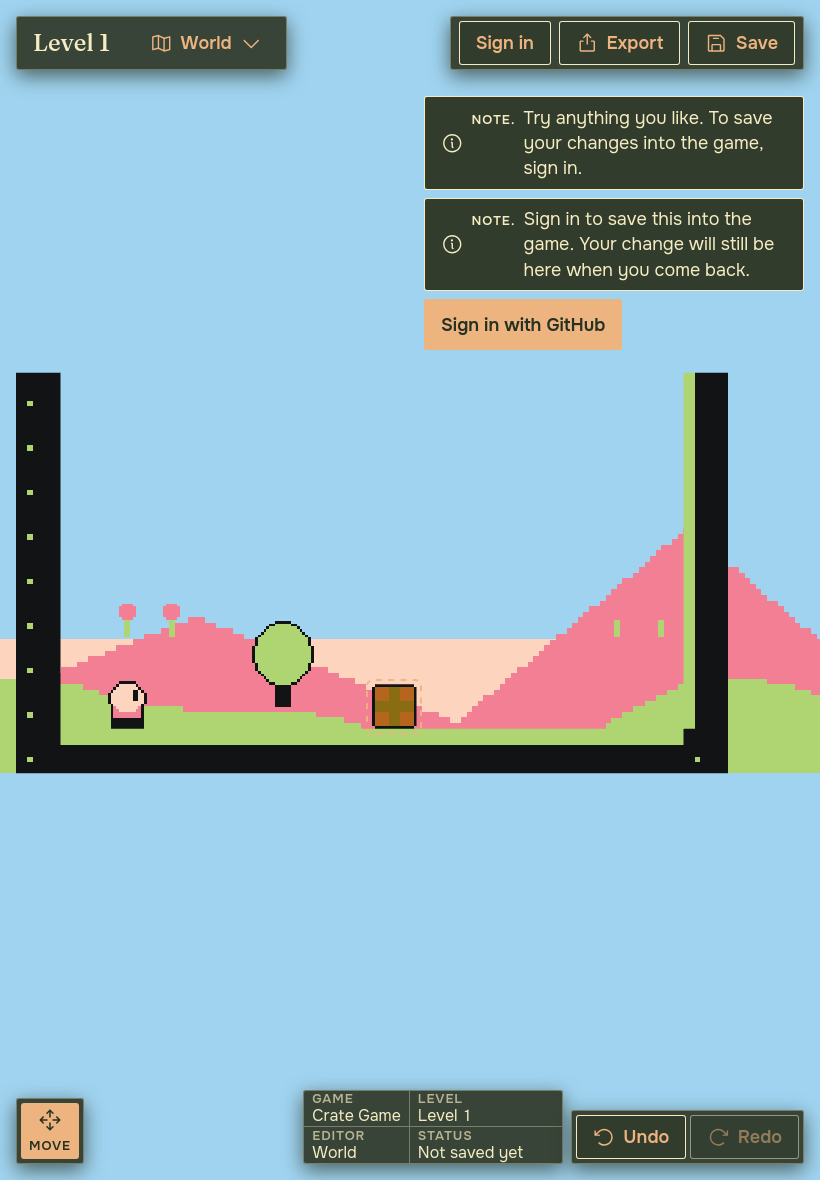 Level 1
World
Sign in
Export
Save
NOTE. Try anything you like. To save
your changes into the game,
sign in.
NOTE. Sign in to save this into the
game. Your change will still be
here when you come back.
Sign in with GitHub
MOVE
GAME
Crate Game
LEVEL
Level 1
EDITOR
World
STATUS
Not saved yet
Undo
Redo